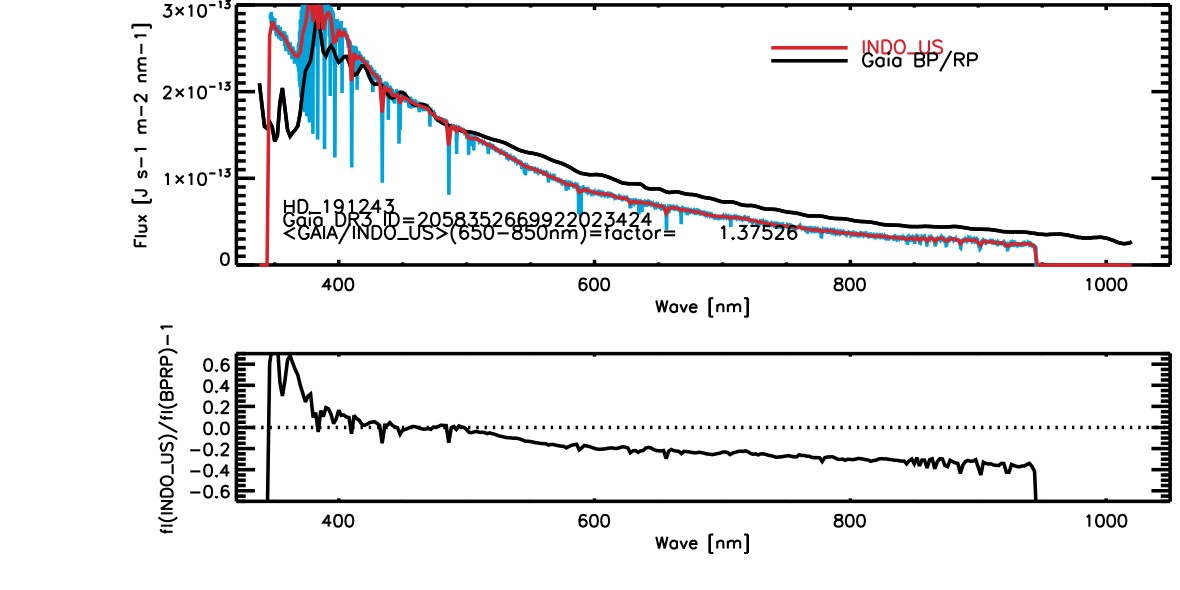 3×10−13
2×10−13
1×10−13
0
Flux [J s−1 m−2 nm−1]
INDO_US
Gaia BP/RP
HD_191243
Gaia DR3 ID=2058352669922023424
<GAIA/INDO_US>(650−850nm)=factor= 1.37526
400 600 800 1000
Wave [nm]
fl(INDO_US)/fl(BPRP)−1
0.6
0.4
0.2
0.0
−0.2
−0.4
−0.6
400 600 800 1000
Wave [nm]